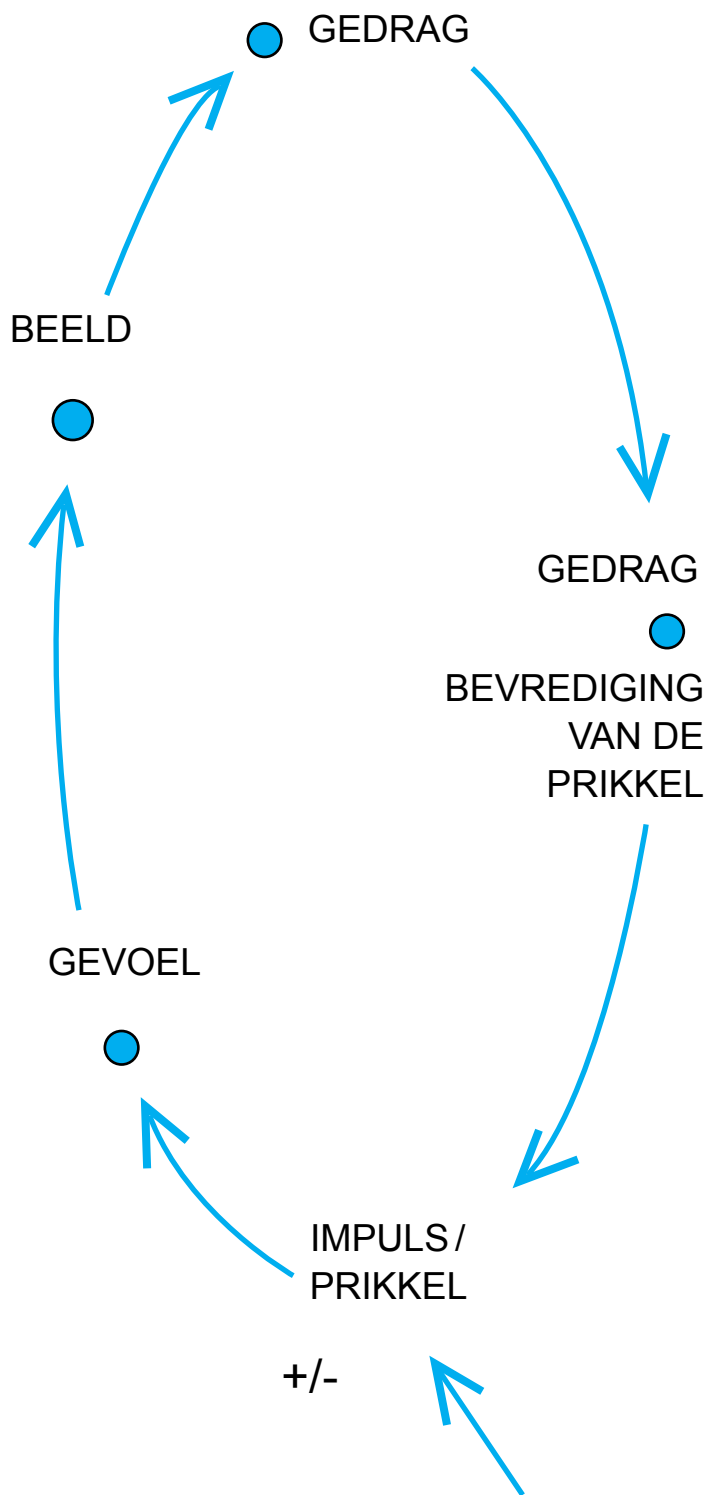 GEDRAG
BEELD
GEDRAG
BEVREDIGING
VAN DE
PRIKKEL
GEVOEL
IMPULS /
PRIKKEL
+/-